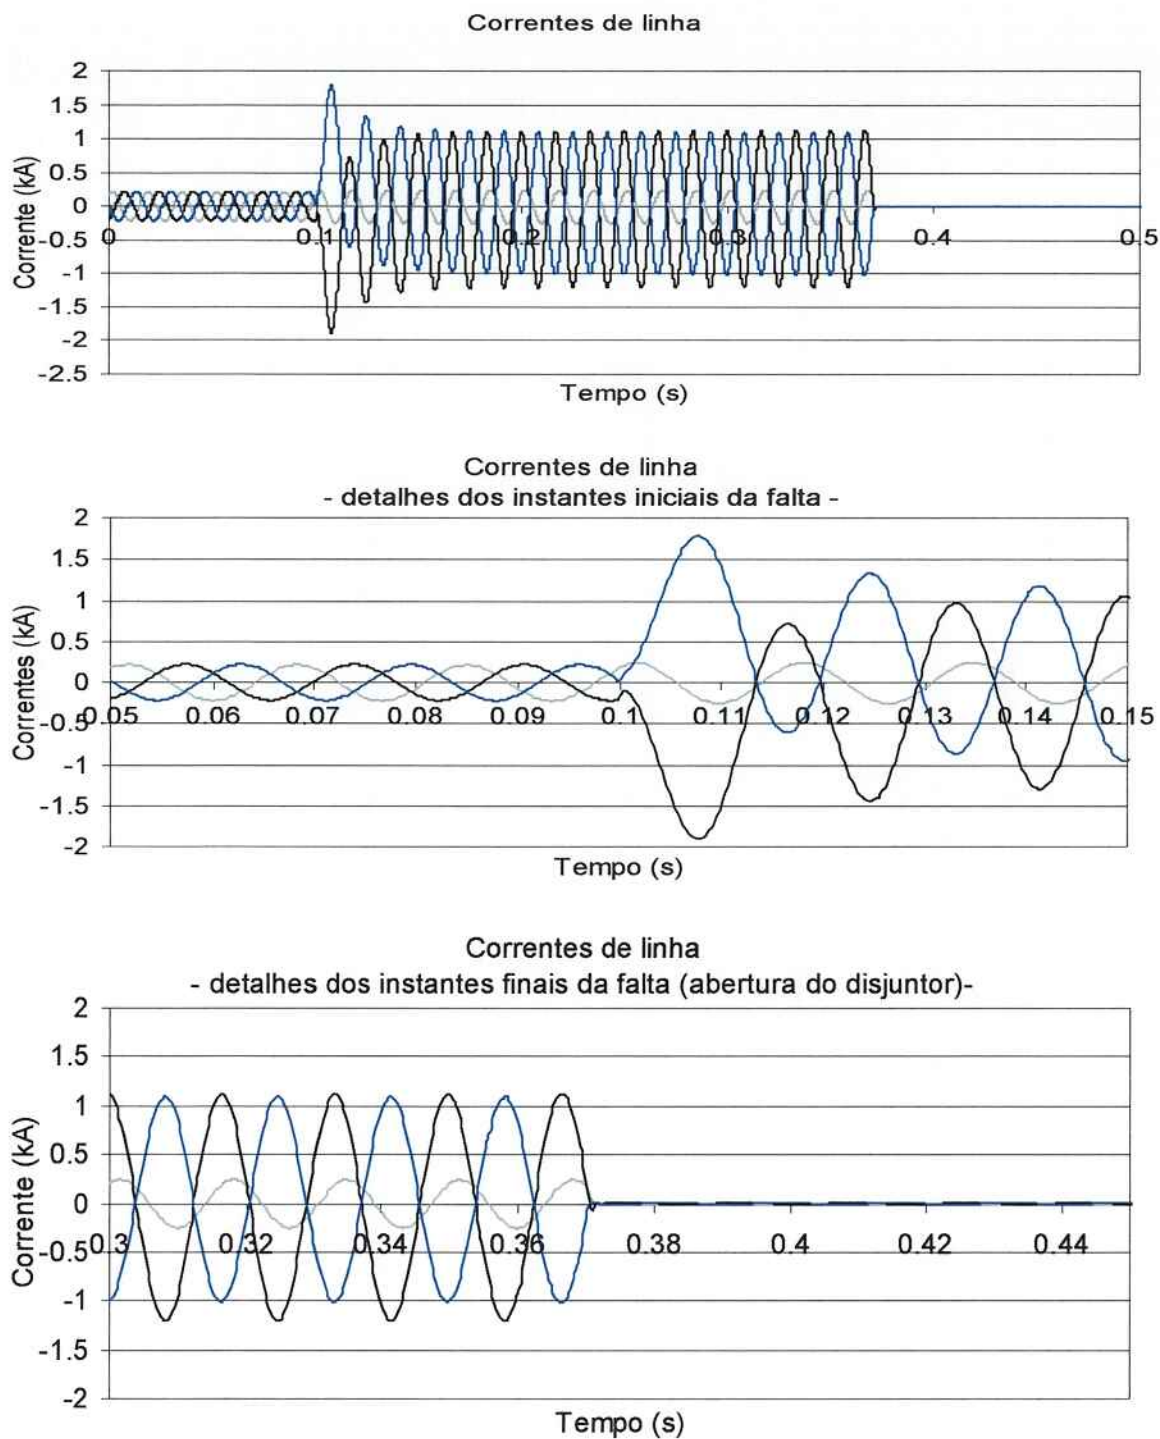 Correntes de linha
Corrente (kA)
2
1.5
1
0.5
0
-0.5
-1
-1.5
-2
-2.5
0 0.1 0.2 0.3 0.4 0.5
Tempo (s)
Correntes de linha
- detalhes dos instantes iniciais da falta -
Correntes (kA)
2
1.5
1
0.5
0
-0.5
-1
-1.5
-2
0.05 0.06 0.07 0.08 0.09 0.1 0.11 0.12 0.13 0.14 0.15
Tempo (s)
Correntes de linha
- detalhes dos instantes finais da falta (abertura do disjuntor)-
Corrente (kA)
2
1.5
1
0.5
0
-0.5
-1
-1.5
-2
0.3 0.32 0.34 0.36 0.38 0.4 0.42 0.44
Tempo (s)